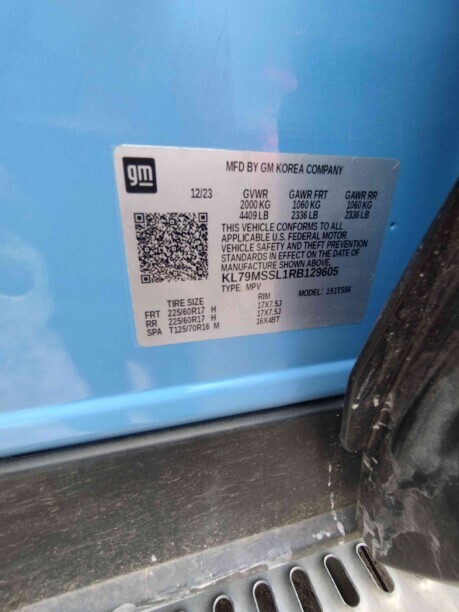 gm
MFD BY GM KOREA COMPANY
12/23 GVWR GAWR FRT GAWR RR
2000 KG 1060 KG 1060 KG
4409 LB 2336 LB 2336 LB
THIS VEHICLE CONFORMS TO ALL
APPLICABLE U.S. FEDERAL MOTOR
VEHICLE SAFETY AND THEFT PREVENTION
STANDARDS IN EFFECT ON THE DATE OF
MANUFACTURE SHOWN ABOVE.
KL79MSSL1RB129605
TYPE: MPV MODEL:
TIRE SIZE RIM
FRT 225/60R17 H 17X7.5J
RR 225/60R17 H 17X7.5J
SPA T125/70R16 M 16X4BT